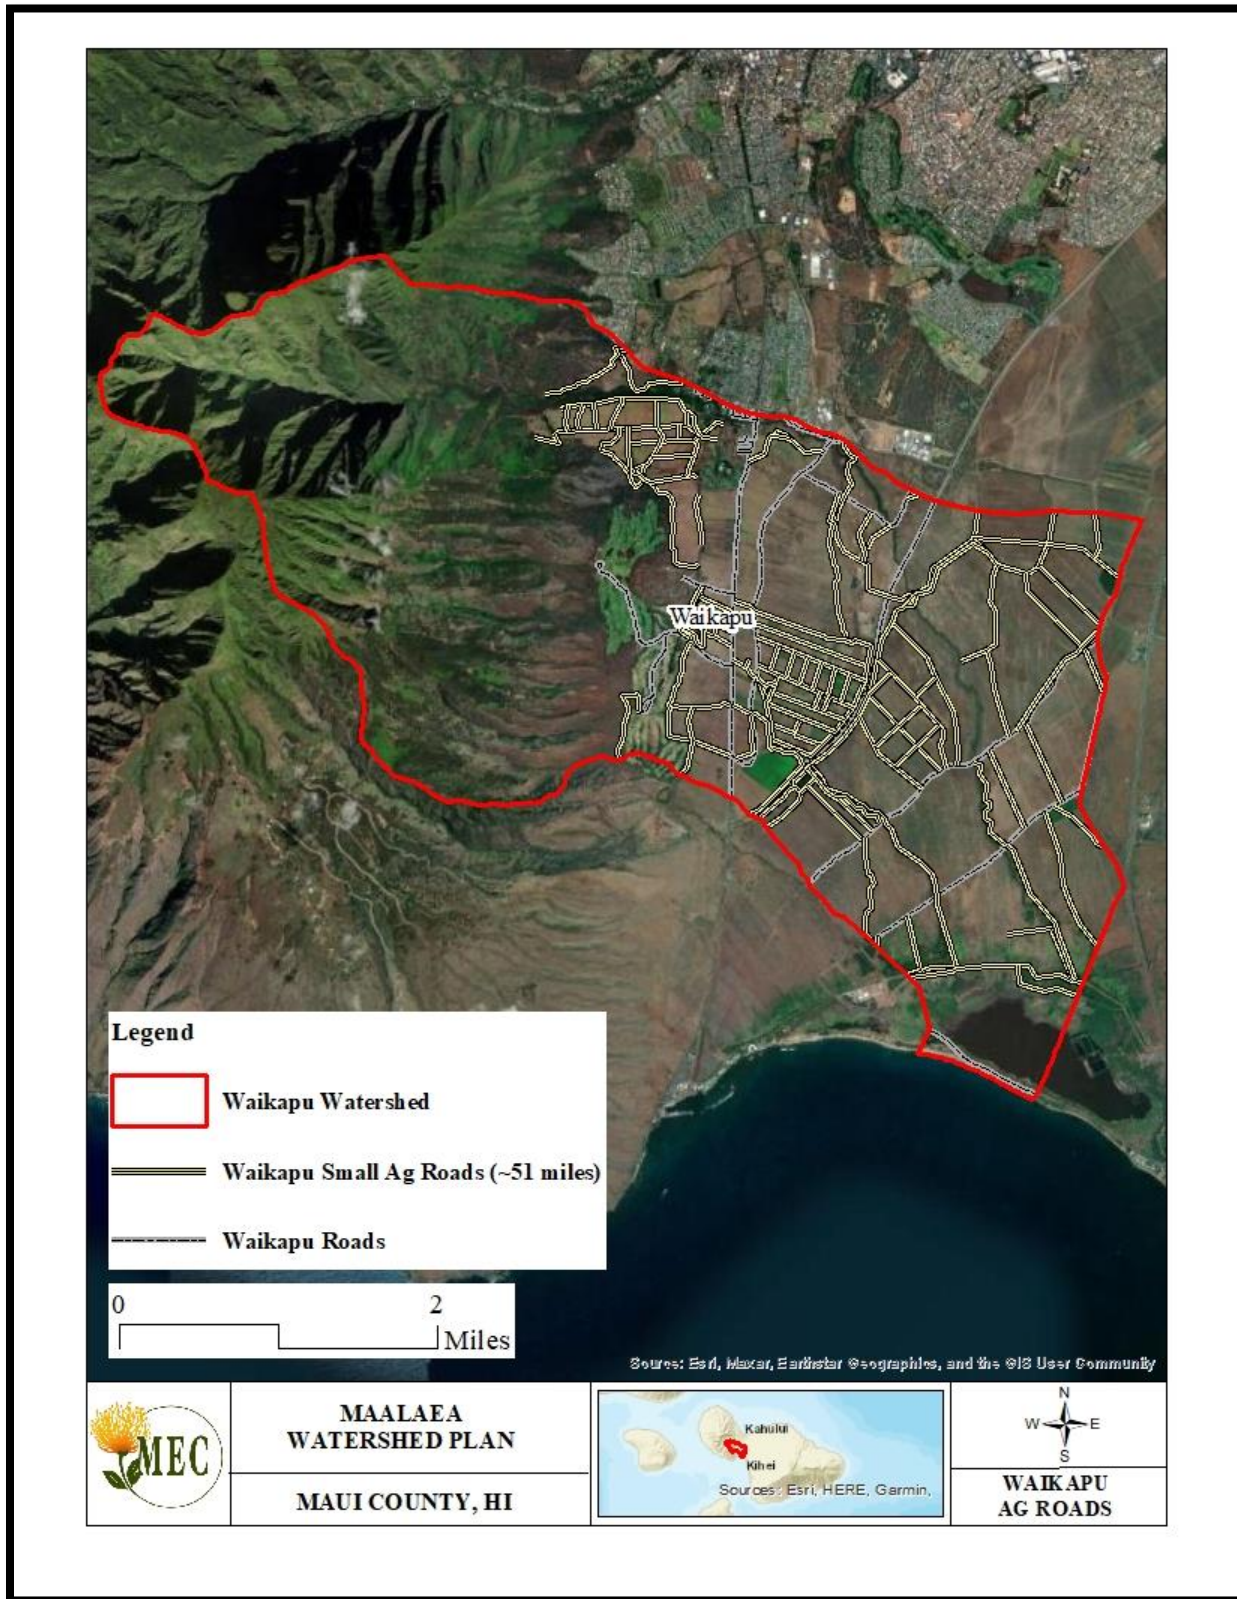 Waikapu
Legend
Waikapu Watershed
Waikapu Small Ag Roads (~51 miles)
Waikapu Roads
0 2
Miles
Source: Esri, Maxar, Earthstar Geographics, and the GIS User Community
MEC
MAALAEA
WATERSHED PLAN
MAUI COUNTY, HI
Kahului
Kihei
Sources: Esri, HERE, Garmin,
N
W E
S
WAIKAPU
AG ROADS